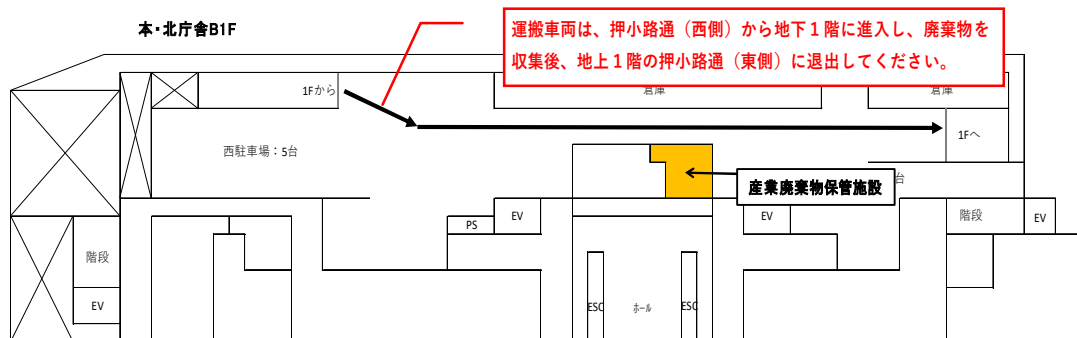 本・北庁舎B1F
運搬車両は、押小路通（西側）から地下１階に進入し、廃棄物を
収集後、地上１階の押小路通（東側）に退出してください。
1Fから
倉庫
倉庫
1Fへ
西駐車場：5台
産業廃棄物保管施設
台
階段
PS
EV
EV
階段
EV
EV
ESC
ホール
ESC